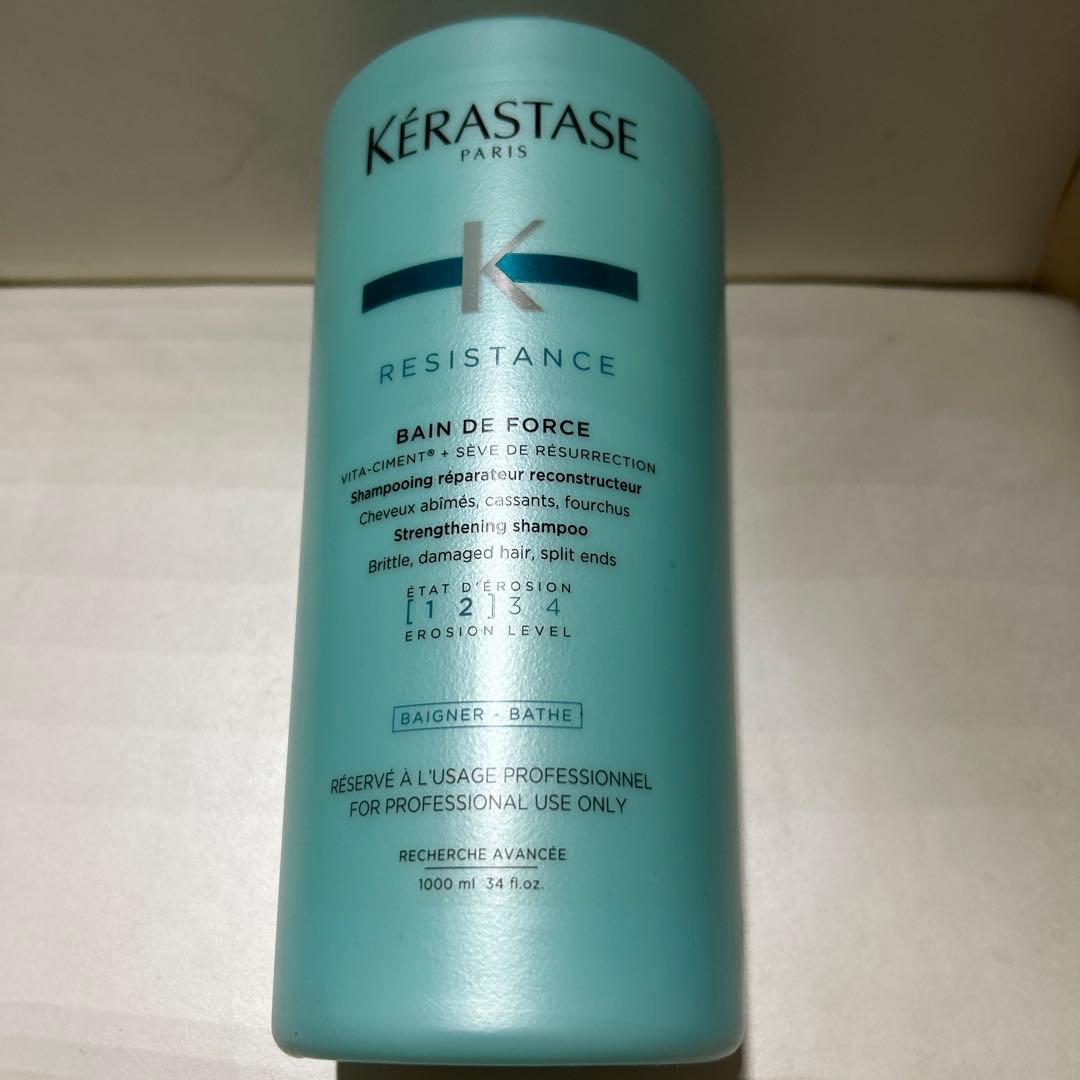 KÉRASTASE
PARIS
K
RESISTANCE
BAIN DE FORCE
VITA-CIMENT® + SÈVE DE RÉSURRECTION
Shampooing réparateur reconstructeur
Cheveux abîmés, cassants, fourchus
Strengthening shampoo
Brittle, damaged hair, split ends
ÉTAT D'ÉROSION
[ 1 2 ] 3 4
EROSION LEVEL
BAIGNER - BATHE
RÉSERVÉ À L'USAGE PROFESSIONNEL
FOR PROFESSIONAL USE ONLY
RECHERCHE AVANCÉE
1000 ml 34 fl.oz.